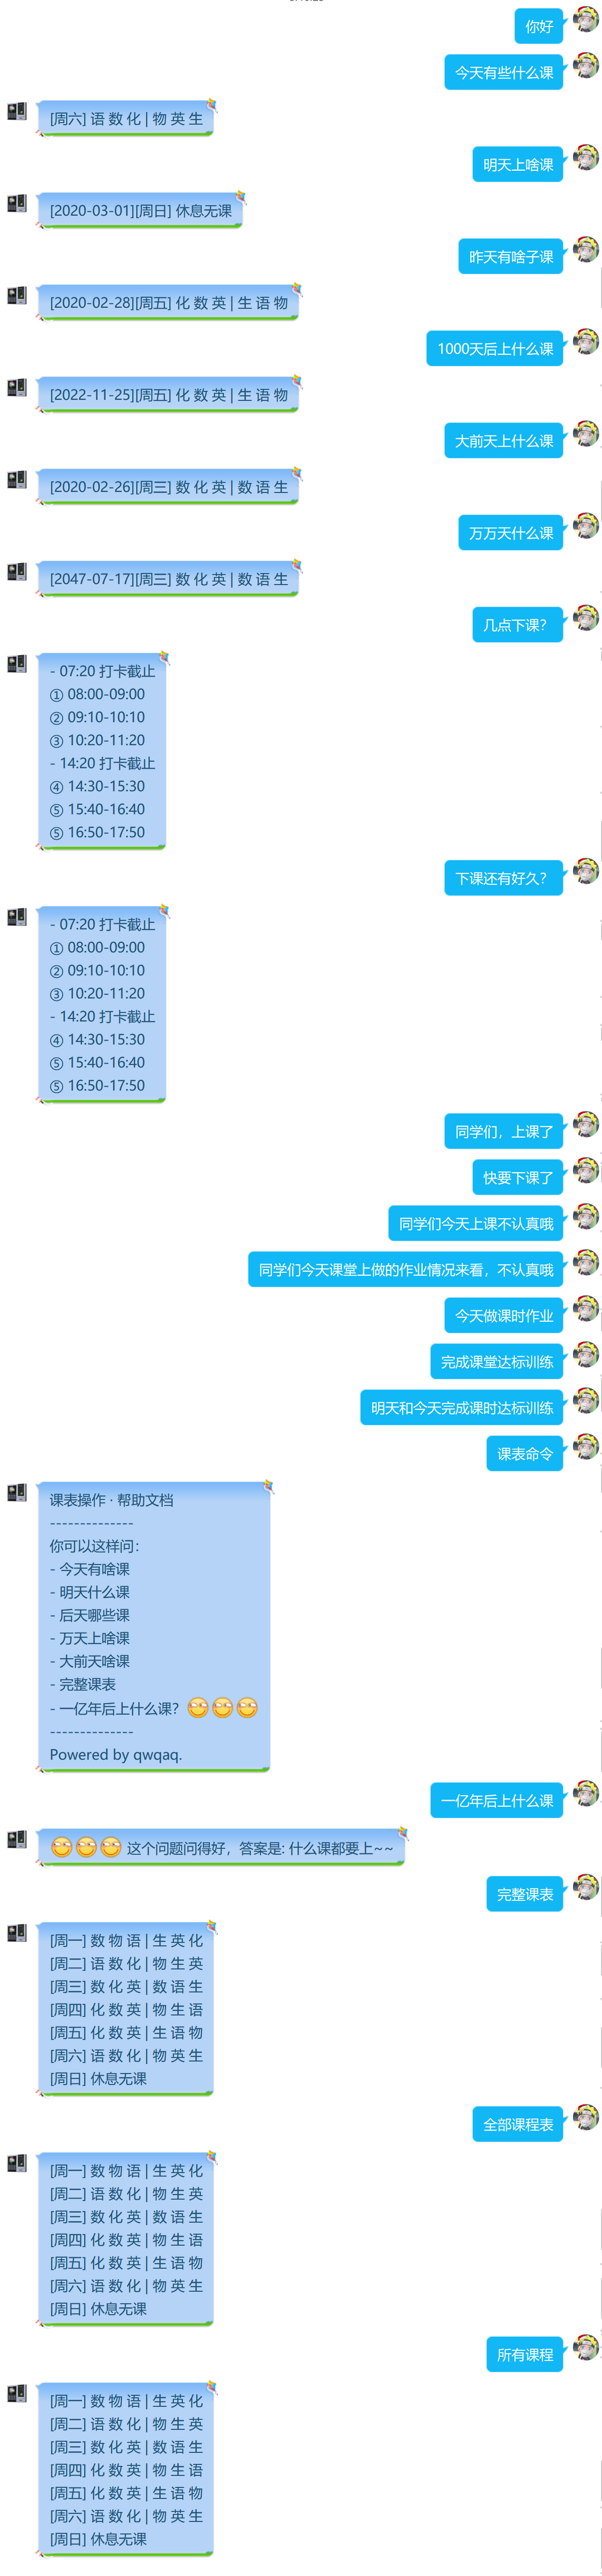 你好
今天有些什么课
[周六] 语 数 化 | 物 英 生
明天上啥课
[2020-03-01][周日] 休息无课
昨天有啥子课
[2020-02-28][周五] 化 数 英 | 生 语 物
1000天后上什么课
[2022-11-25][周五] 化 数 英 | 生 语 物
大前天上什么课
[2020-02-26][周三] 数 化 英 | 数 语 生
万万天什么课
[2047-07-17][周三] 数 化 英 | 数 语 生
几点下课？
- 07:20 打卡截止
① 08:00-09:00
② 09:10-10:10
③ 10:20-11:20
- 14:20 打卡截止
④ 14:30-15:30
⑤ 15:40-16:40
⑤ 16:50-17:50
下课还有好久？
- 07:20 打卡截止
① 08:00-09:00
② 09:10-10:10
③ 10:20-11:20
- 14:20 打卡截止
④ 14:30-15:30
⑤ 15:40-16:40
⑤ 16:50-17:50
同学们，上课了
快要下课了
同学们今天上课不认真哦
同学们今天课堂上做的作业情况来看，不认真哦
今天做课时作业
完成课堂达标训练
明天和今天完成课时达标训练
课表命令
课表操作 · 帮助文档
--------------
你可以这样问：
- 今天有啥课
- 明天什么课
- 后天哪些课
- 万天上啥课
- 大前天啥课
- 完整课表
- 一亿年后上什么课？
--------------
Powered by qwqaq.
一亿年后上什么课
这个问题问得好，答案是: 什么课都要上~~
完整课表
[周一] 数 物 语 | 生 英 化
[周二] 语 数 化 | 物 生 英
[周三] 数 化 英 | 数 语 生
[周四] 化 数 英 | 物 生 语
[周五] 化 数 英 | 生 语 物
[周六] 语 数 化 | 物 英 生
[周日] 休息无课
全部课程表
[周一] 数 物 语 | 生 英 化
[周二] 语 数 化 | 物 生 英
[周三] 数 化 英 | 数 语 生
[周四] 化 数 英 | 物 生 语
[周五] 化 数 英 | 生 语 物
[周六] 语 数 化 | 物 英 生
[周日] 休息无课
所有课程
[周一] 数 物 语 | 生 英 化
[周二] 语 数 化 | 物 生 英
[周三] 数 化 英 | 数 语 生
[周四] 化 数 英 | 物 生 语
[周五] 化 数 英 | 生 语 物
[周六] 语 数 化 | 物 英 生
[周日] 休息无课